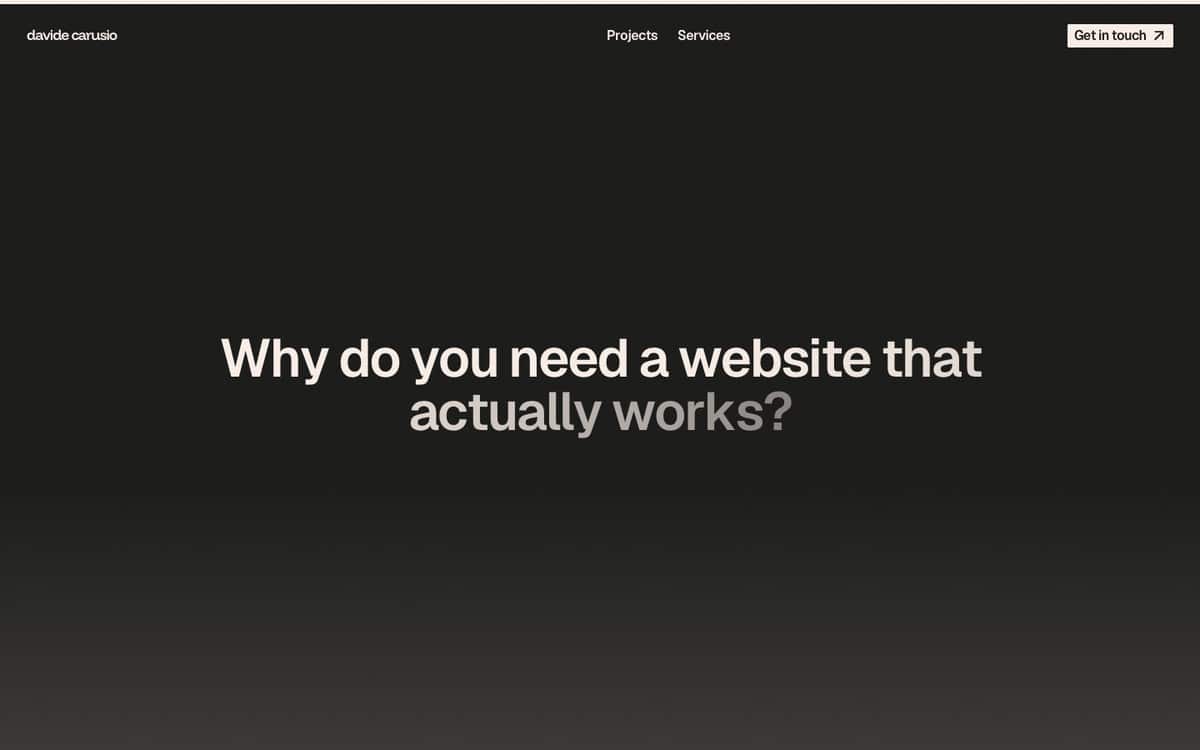 davide carusio
Projects
Services
Get in touch
Why do you need a website that
actually works?